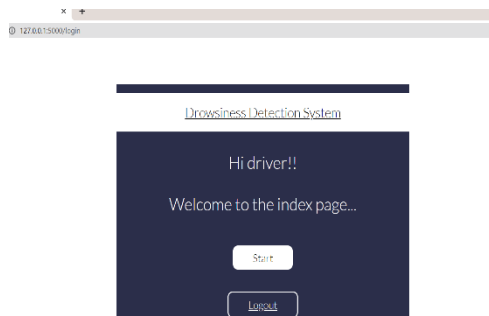 127.0.0.1:5000/login
Drowsiness Detection System
Hi driver!!
Welcome to the index page...
Start
Logout